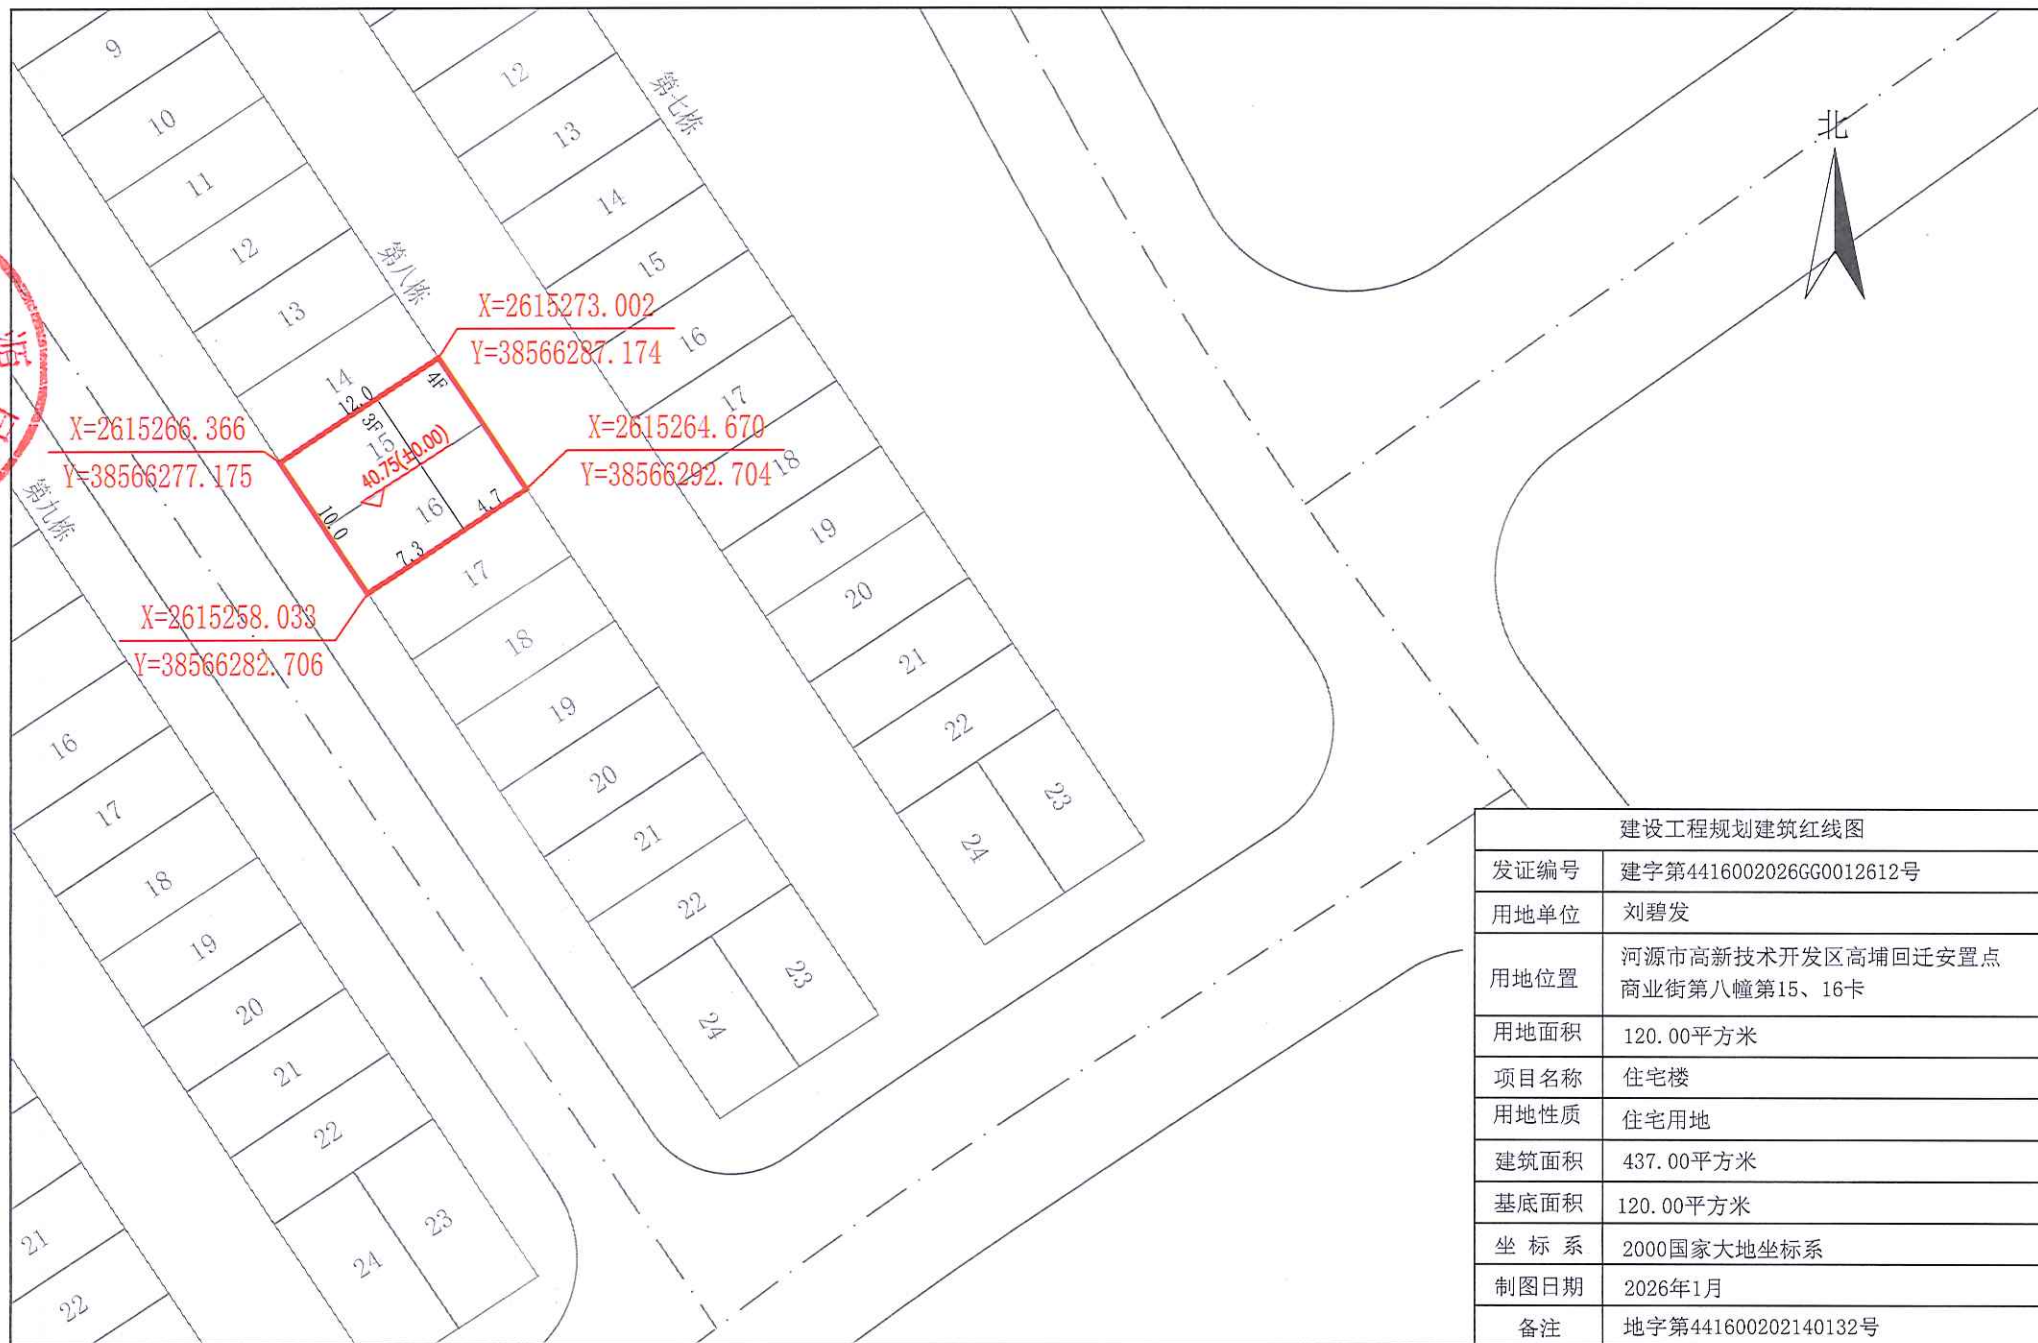 9
10
11
12
13
14
第八栋
12
13
14
15
16
17
18
19
20
21
22
23
24
第七栋
北
X=2615273.002
Y=38566287.174
X=2615266.366
Y=38566277.175
X=2615264.670
Y=38566292.704
X=2615258.033
Y=38566282.706
12.0
4F
3F
15
40.75(±0.00)
16
10.0
7.3
4.7
17
18
19
20
21
22
23
24
第九栋
16
17
18
19
20
21
22
23
24
21
22
建设工程规划建筑红线图
发证编号 建字第4416002026GG0012612号
用地单位 刘碧发
用地位置 河源市高新技术开发区高埔回迁安置点
商业街第八幢第15、16卡
用地面积 120.00平方米
项目名称 住宅楼
用地性质 住宅用地
建筑面积 437.00平方米
基底面积 120.00平方米
坐标系 2000国家大地坐标系
制图日期 2026年1月
备注 地字第441600202140132号